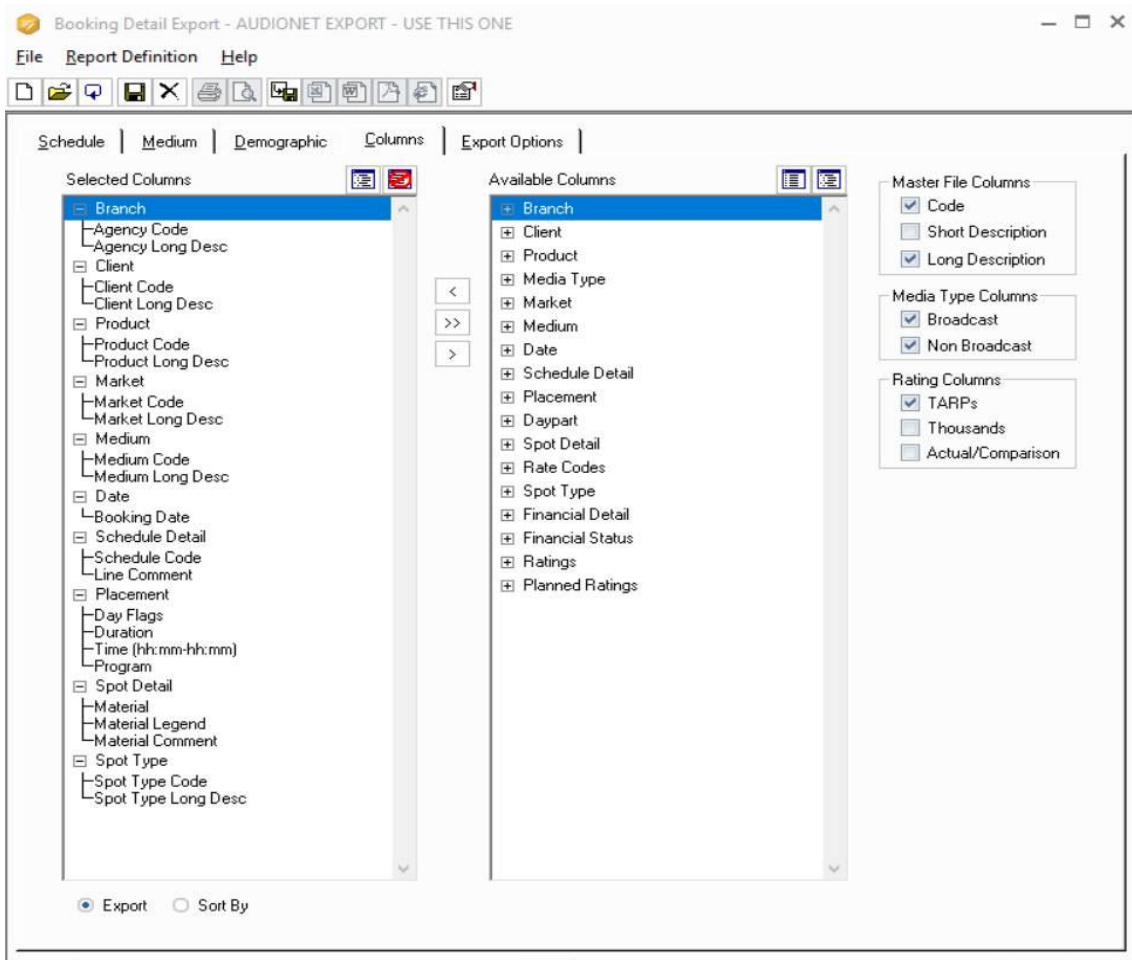 Booking Detail Export - AUDIONET EXPORT - USE THIS ONE
File Report Definition Help
Schedule Medium Demographic Columns Export Options
Selected Columns
Branch
Agency Code
Agency Long Desc
Client
Client Code
Client Long Desc
Product
Product Code
Product Long Desc
Market
Market Code
Market Long Desc
Medium
Medium Code
Medium Long Desc
Date
Booking Date
Schedule Detail
Schedule Code
Line Comment
Placement
Day Flags
Duration
Time (hh:mm-hh:mm)
Program
Spot Detail
Material
Material Legend
Material Comment
Spot Type
Spot Type Code
Spot Type Long Desc
Export Sort By
<
>>
>
Available Columns
Branch
Client
Product
Media Type
Market
Medium
Date
Schedule Detail
Placement
Daypart
Spot Detail
Rate Codes
Spot Type
Financial Detail
Financial Status
Ratings
Planned Ratings
Master File Columns
Code
Short Description
Long Description
Media Type Columns
Broadcast
Non Broadcast
Rating Columns
TARPs
Thousands
Actual/Comparison